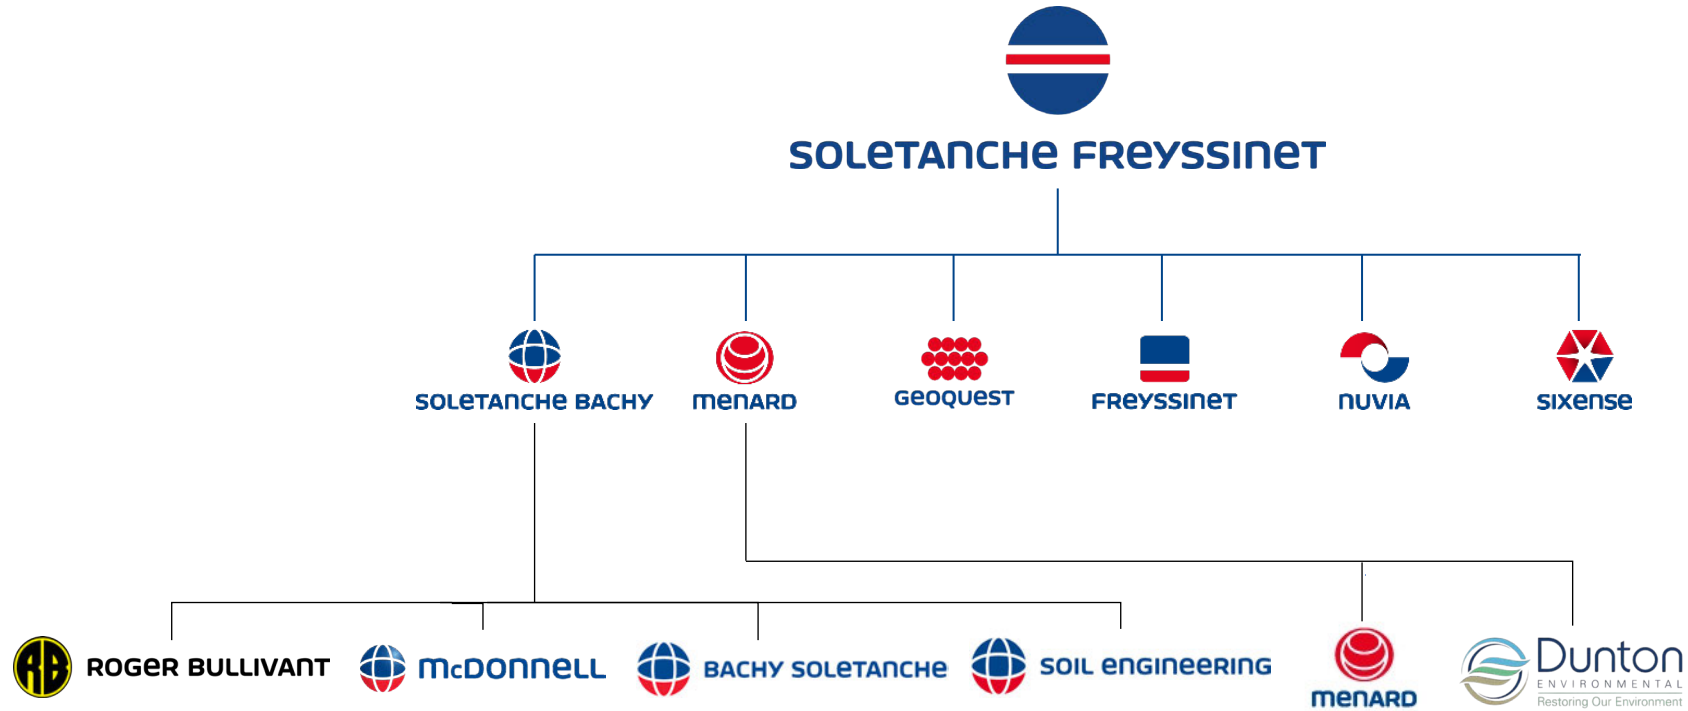 SOLETANCHE FREYSSINET
SOLETANCHE BACHY
MENARD
GEOQUEST
FREYSSINET
NUVIA
SIXENSE
RB ROGER BULLIVANT
McDONNELL
BACHY SOLETANCHE
SOIL ENGINEERING
MENARD
Dunton
ENVIRONMENTAL
Restoring Our Environment